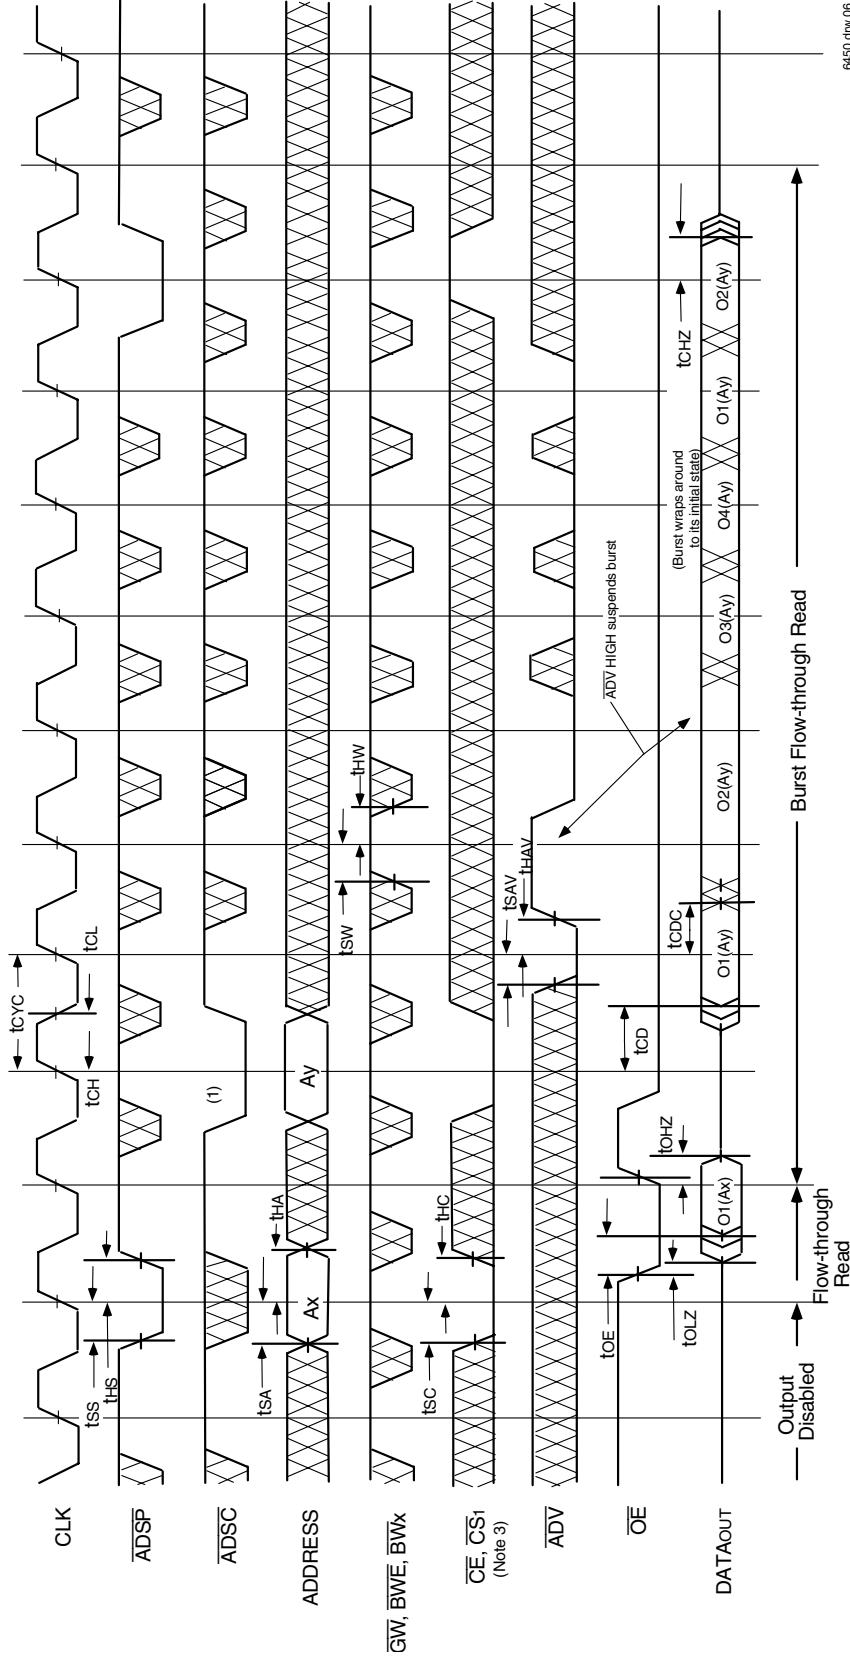 CLK
ADSP
ADSC
ADDRESS
GW, BWE, BWx
CE, CS1
(Note 3)
ADV
OE
DATAOUT
tCYC
tCH
tCL
tSS
tHS
(1)
tSA
tHA
Ax
Ay
tSW
tHW
tSC
tHC
tSAV
tHAV
ADV HIGH suspends burst
tOE
tOHZ
tOLZ
tCD
tCDC
tCHZ
(Burst wraps around
to its initial state)
O1(Ax)
O1(Ay)
O2(Ay)
O3(Ay)
O4(Ay)
O1(Ay)
O2(Ay)
Output
Disabled
Flow-through
Read
Burst Flow-through Read
6450 drw 06